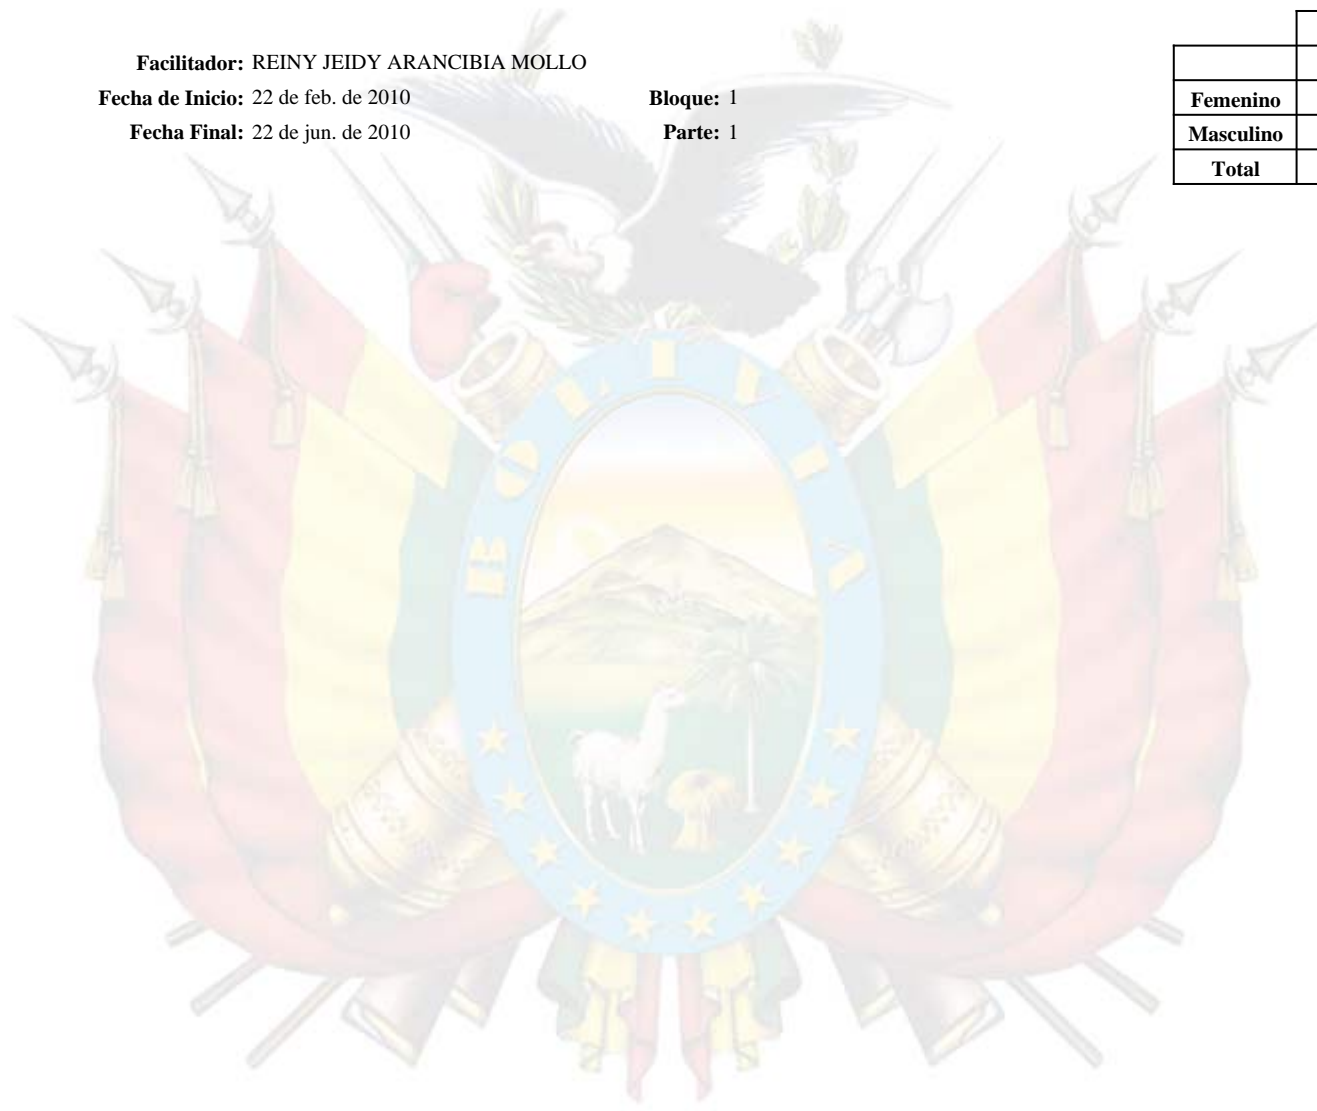 Facilitador: REINY JEIDY ARANCIBIA MOLLO
Fecha de Inicio: 22 de feb. de 2010 Bloque: 1
Fecha Final: 22 de jun. de 2010 Parte: 1
Femenino
Masculino
Total
BOLIVIA